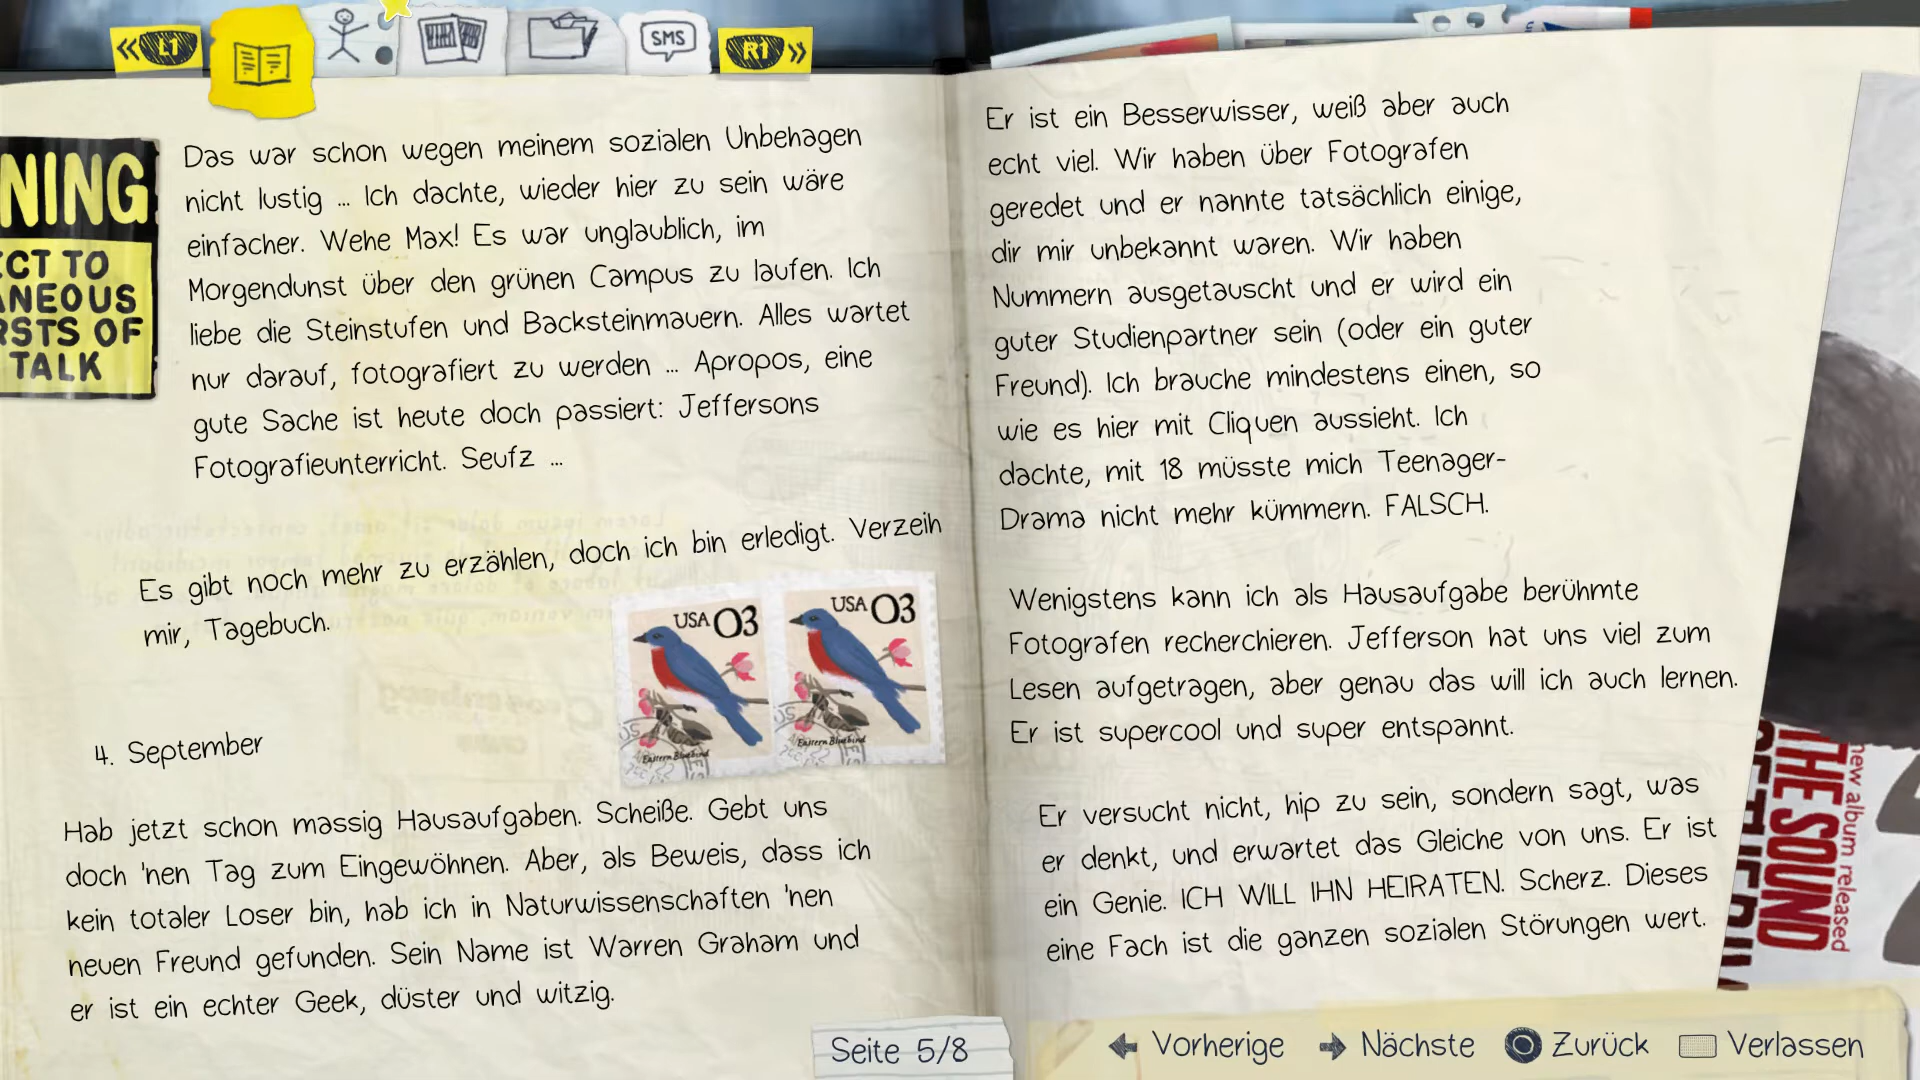 L1
SMS
R1
NING
CT TO
ANEOUS
RSTS OF
TALK
Das war schon wegen meinem sozialen Unbehagen
nicht lustig ... Ich dachte, wieder hier zu sein wäre
einfacher. Wehe Max! Es war unglaublich, im
Morgendunst über den grünen Campus zu laufen. Ich
liebe die Steinstufen und Backsteinmauern. Alles wartet
nur darauf, fotografiert zu werden ... Apropos, eine
gute Sache ist heute doch passiert: Jeffersons
Fotografieunterricht. Seufz ...
Es gibt noch mehr zu erzählen, doch ich bin erledigt. Verzeih
mir, Tagebuch.
USA 03
Eastern Bluebird
USA 03
Eastern Bluebird
4. September
Hab jetzt schon massig Hausaufgaben. Scheiße. Gebt uns
doch 'nen Tag zum Eingewöhnen. Aber, als Beweis, dass ich
kein totaler Loser bin, hab ich in Naturwissenschaften 'nen
neuen Freund gefunden. Sein Name ist Warren Graham und
er ist ein echter Geek, düster und witzig.
Er ist ein Besserwisser, weiß aber auch
echt viel. Wir haben über Fotografen
geredet und er nannte tatsächlich einige,
dir mir unbekannt waren. Wir haben
Nummern ausgetauscht und er wird ein
guter Studienpartner sein (oder ein guter
Freund). Ich brauche mindestens einen, so
wie es hier mit Cliquen aussieht. Ich
dachte, mit 18 müsste mich Teenager-
Drama nicht mehr kümmern. FALSCH.
Wenigstens kann ich als Hausaufgabe berühmte
Fotografen recherchieren. Jefferson hat uns viel zum
Lesen aufgetragen, aber genau das will ich auch lernen.
Er ist supercool und super entspannt.
Er versucht nicht, hip zu sein, sondern sagt, was
er denkt, und erwartet das Gleiche von uns. Er ist
ein Genie. ICH WILL IHN HEIRATEN. Scherz. Dieses
eine Fach ist die ganzen sozialen Störungen wert.
new album released
THE SOUND
Seite 5/8
Vorherige
Nächste
Zurück
Verlassen